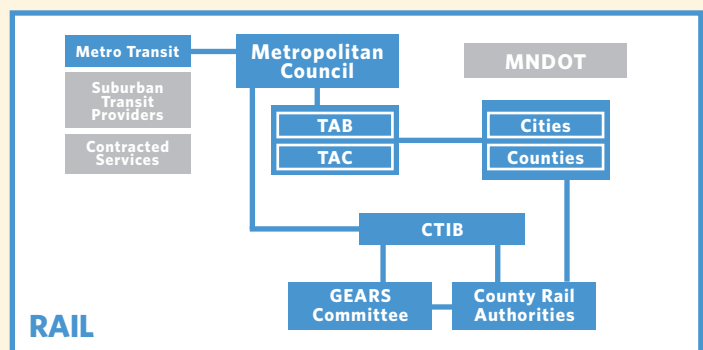 Metro Transit
Metropolitan
Council
MNDOT
Suburban
Transit
Providers
Contracted
Services
TAB
TAC
Cities
Counties
CTIB
GEARS
Committee
County Rail
Authorities
RAIL